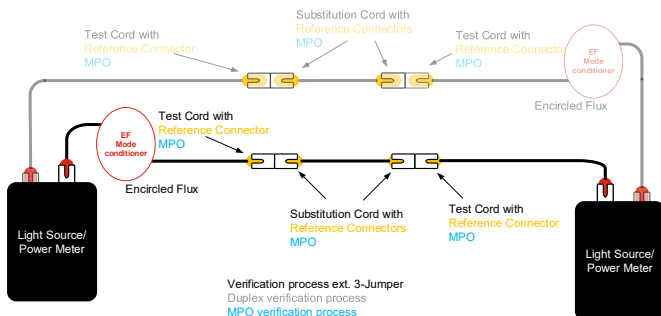 Substitution Cord with
Reference Connectors
MPO
Test Cord with
Reference Connector
MPO
Test Cord with
Reference Connector
MPO
EF
Mode
conditioner
Encircled Flux
Test Cord with
Reference Connector
MPO
EF
Mode
conditioner
Encircled Flux
Substitution Cord with
Reference Connectors
MPO
Test Cord with
Reference Connector
MPO
Light Source/
Power Meter
Light Source/
Power Meter
Verification process ext. 3-Jumper
Duplex verification process
MPO verification process